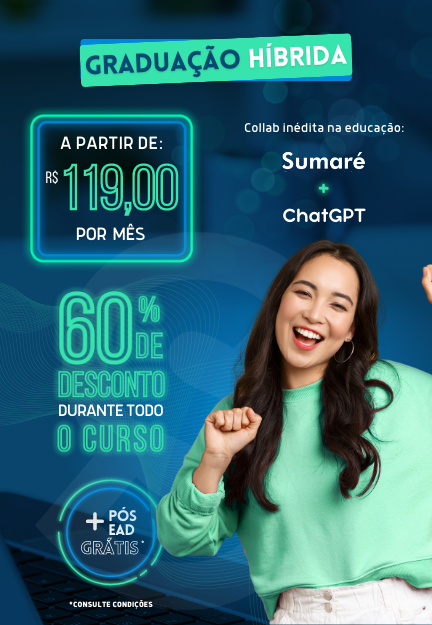 GRADUAÇÃO HÍBRIDA
A PARTIR DE:
R$ 119,00
POR MÊS
Collab inédita na educação:
Sumaré
+
ChatGPT
60% DE
DESCONTO
DURANTE TODO
O CURSO
+ PÓS
EAD
GRÁTIS*
*CONSULTE CONDIÇÕES